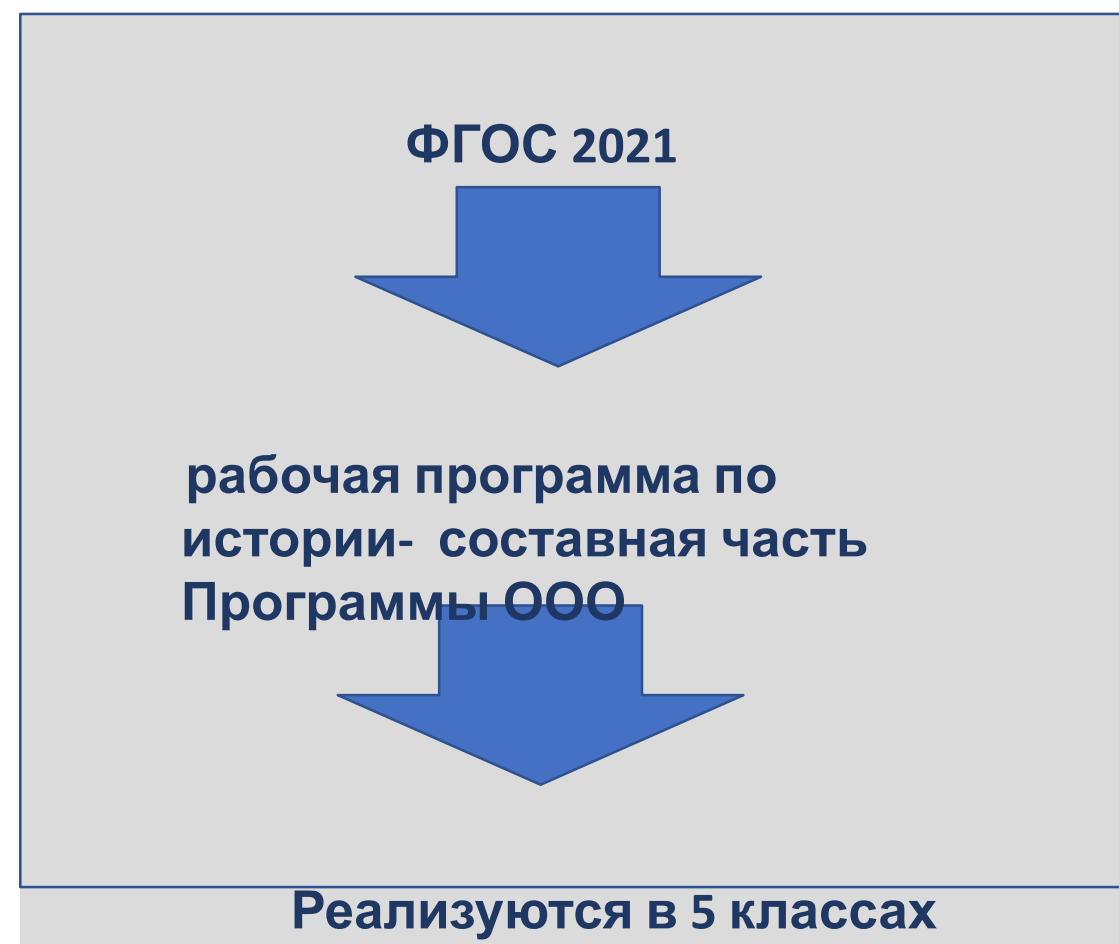 ФГОС 2021
рабочая программа по
истории- составная часть
Программы ООО
Реализуются в 5 классах